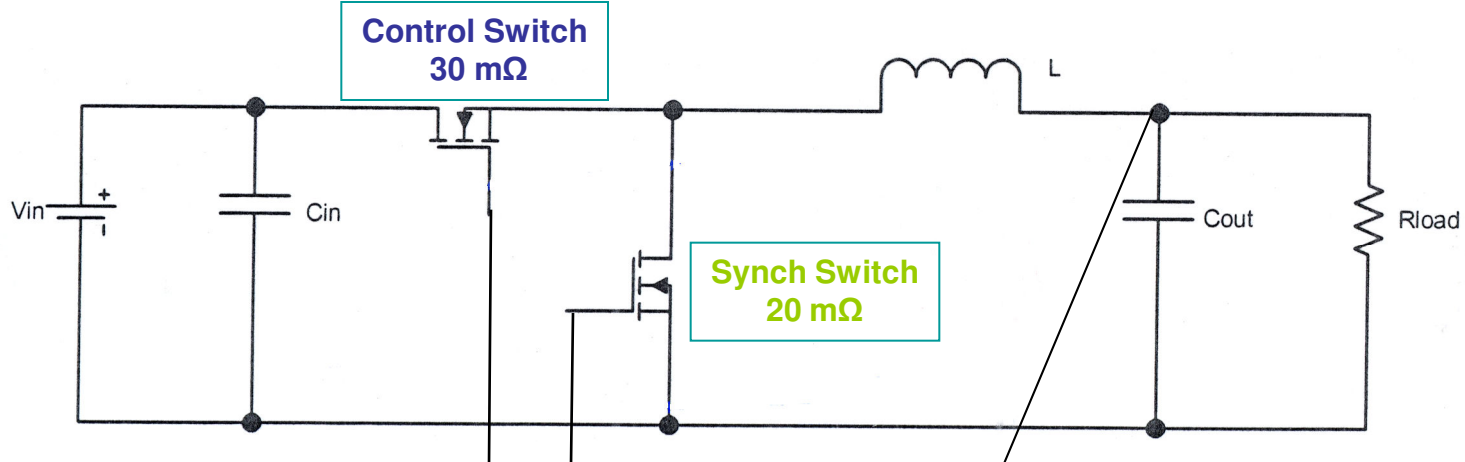 Control Switch
30 mΩ
L
Vin
+
-
Cin
Cout
Rload
Synch Switch
20 mΩ